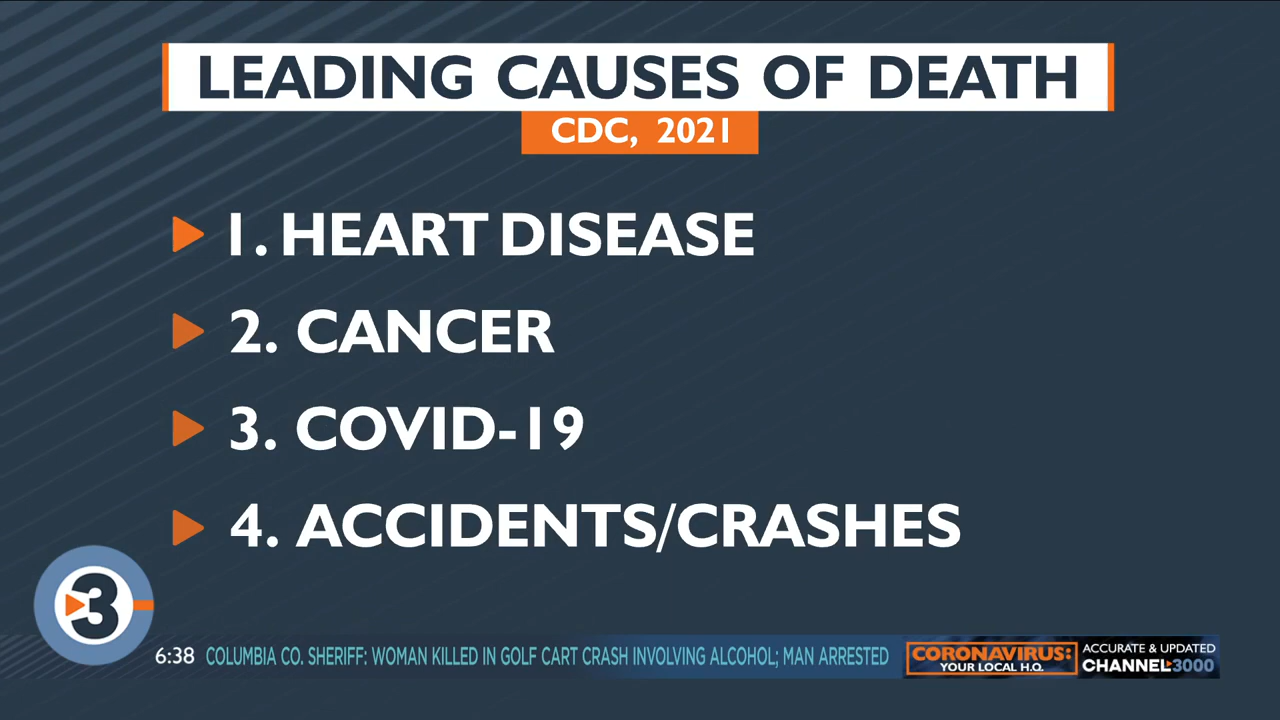 LEADING CAUSES OF DEATH
CDC, 2021
1. HEART DISEASE
2. CANCER
3. COVID-19
4. ACCIDENTS/CRASHES
3
6:38 COLUMBIA CO. SHERIFF: WOMAN KILLED IN GOLF CART CRASH INVOLVING ALCOHOL; MAN ARRESTED
CORONAVIRUS:
YOUR LOCAL H.Q.
ACCURATE & UPDATED
CHANNEL3000